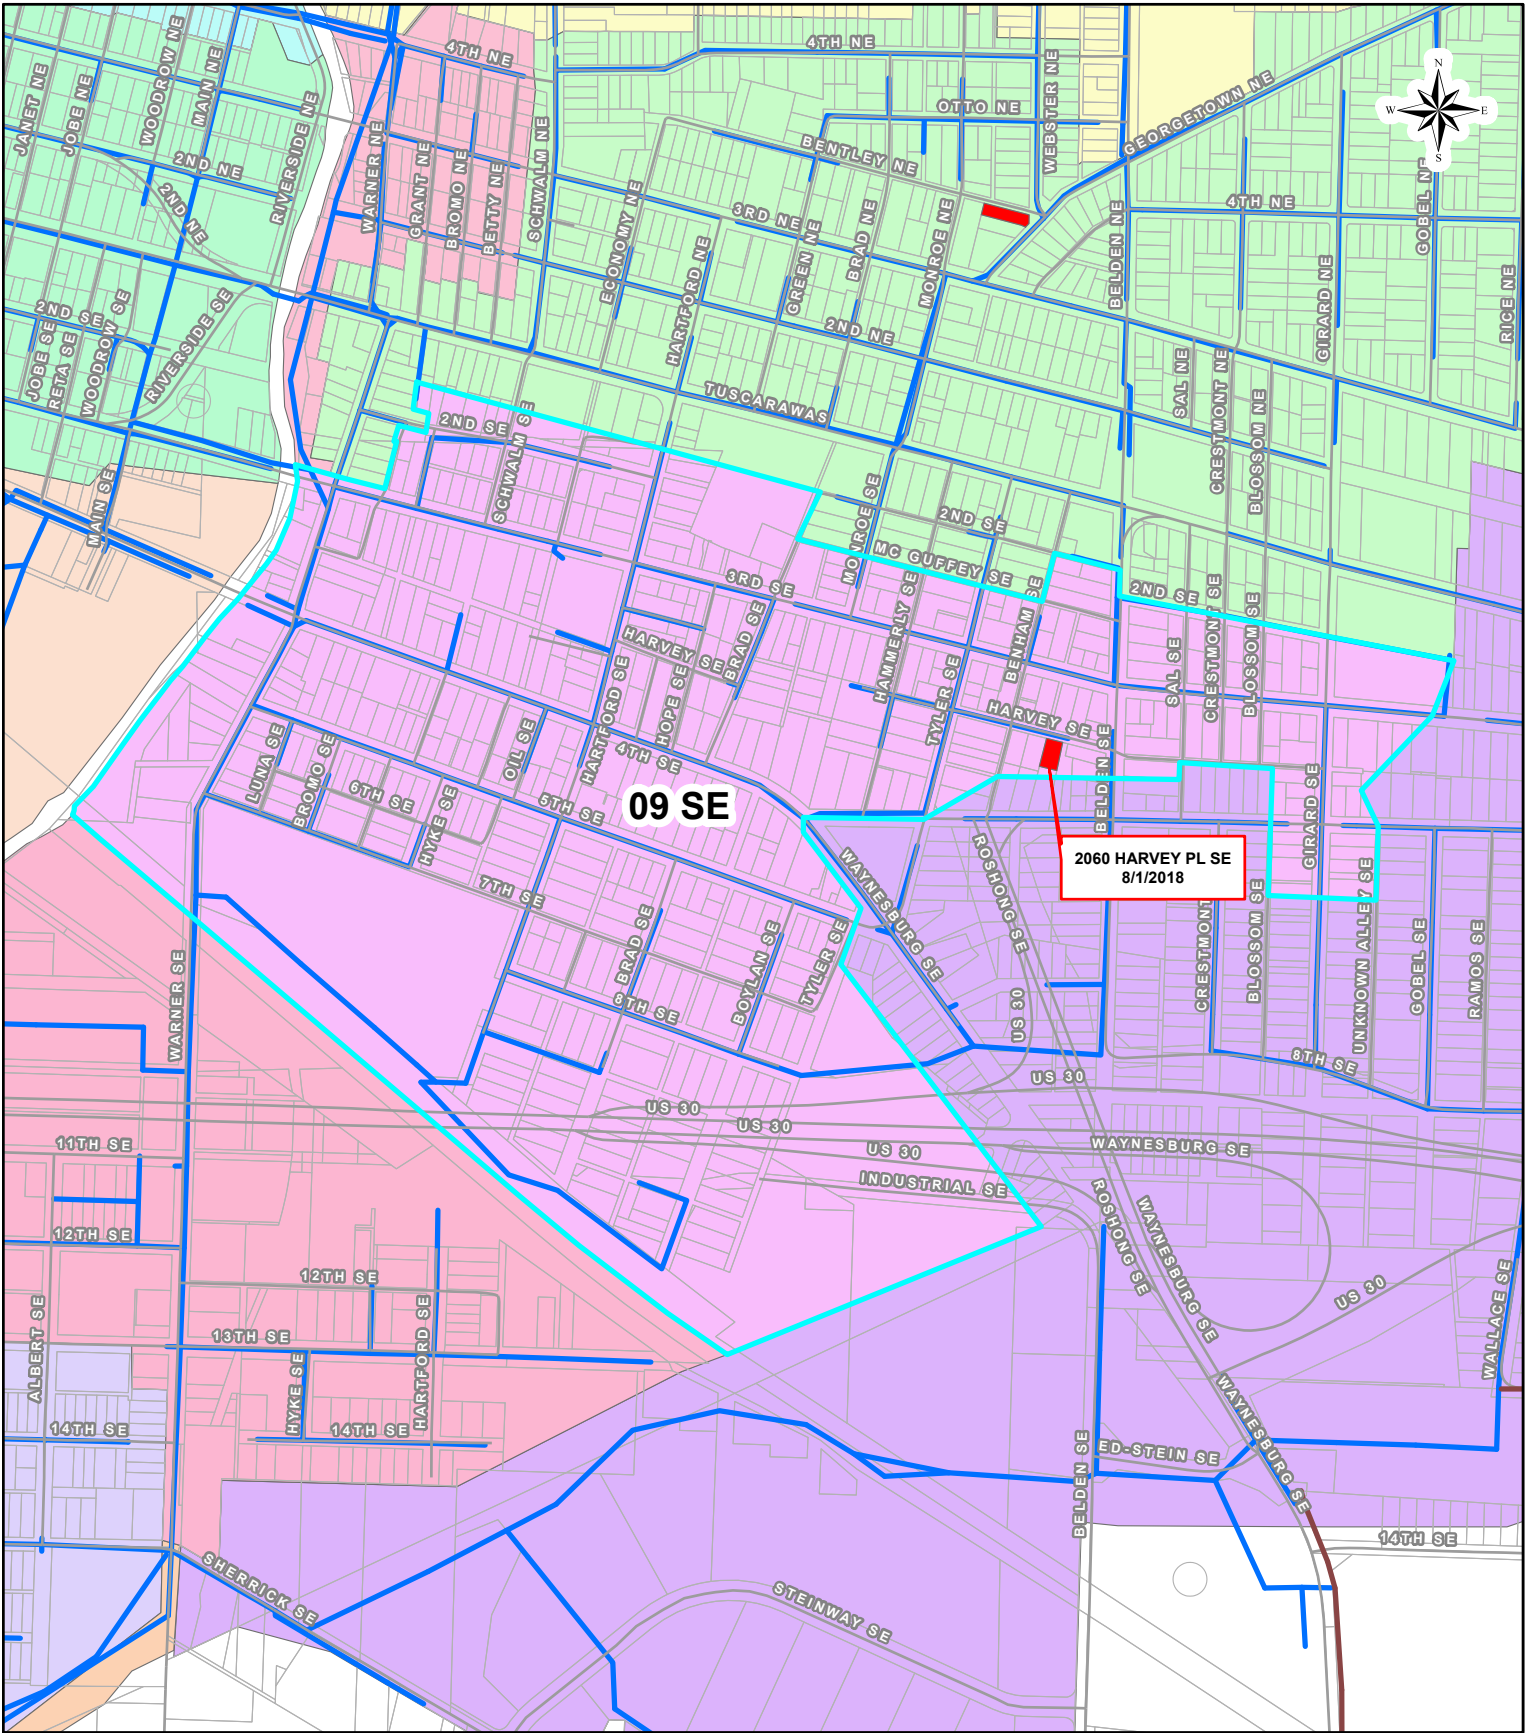 4TH NE
4TH NE
WOODROW NE
MAIN NE
JANET NE
JOBE NE
RIVERSIDE NE
2ND NE
2ND NE
WARNER NE
GRANT NE
BROMO NE
BETTY NE
SCHWALM NE
OTTO NE
WEBSTER NE
GEORGETOWN NE
BENTLEY NE
N
W
E
S
GOBEL NE
4TH NE
ECONOMY NE
3RD NE
HARTFORD NE
GREEN NE
BRAD NE
MONROE NE
BELDEN NE
GIRARD NE
RICE NE
2ND SE
JOBE SE
RETA SE
WOODROW SE
RIVERSIDE SE
2ND NE
TUSCARAWAS
SAL NE
CRESTMONT NE
BLOSSOM NE
2ND SE
SCHWALM SE
MAIN SE
MONROE SE
2ND SE
MC GUFFEY SE
3RD SE
2ND SE
HARVEY SE
BRAD SE
HAMMERLY SE
BENHAM SE
SAL SE
CRESTMONT SE
BLOSSOM SE
HARTFORD SE
HOPE SE
TYLER SE
HARVEY SE
BELDEN SE
LUNA SE
BROMO SE
OIL SE
4TH SE
6TH SE
HYKE SE
5TH SE
09 SE
GIRARD SE
WAYNESBURG SE
ROSHONG SE
2060 HARVEY PL SE
8/1/2018
7TH SE
BRAD SE
BOYLAN SE
TYLER SE
CRESTMONT
BLOSSOM SE
UNKNOWN ALLEY SE
GOBEL SE
RAMOS SE
WARNER SE
8TH SE
US 30
8TH SE
US 30
US 30
US 30
US 30
WAYNESBURG SE
INDUSTRIAL SE
11TH SE
12TH SE
12TH SE
ROSHONG SE
WAYNESBURG SE
US 30
WALLACE SE
ALBERT SE
13TH SE
HYKE SE
HARTFORD SE
14TH SE
14TH SE
WAYNESBURG SE
BELDEN SE
ED-STEIN SE
14TH SE
SHERRICK SE
STEINWAY SE